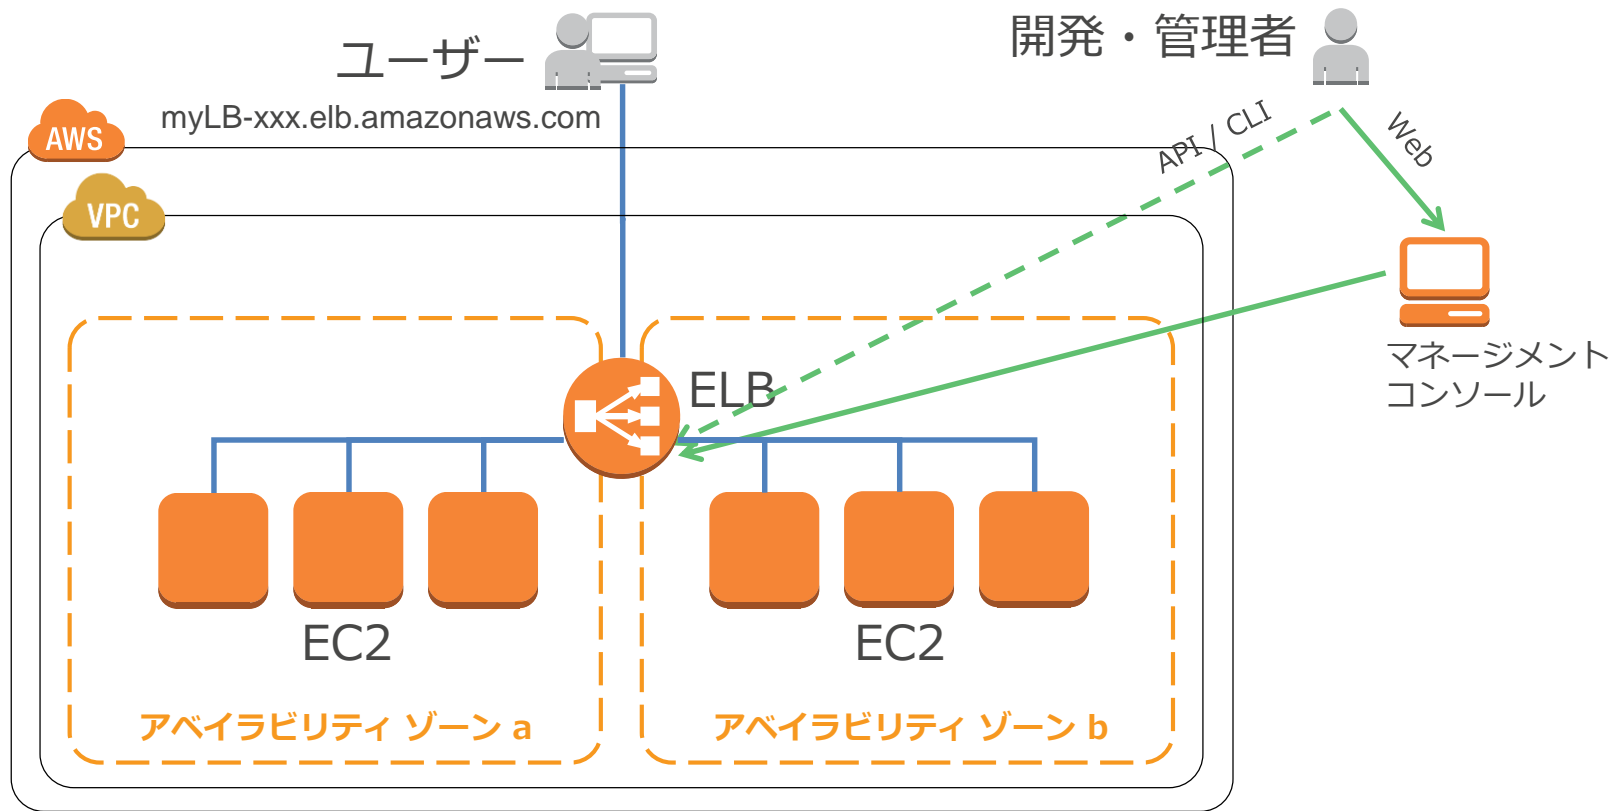 ユーザー
開発・管理者
myLB-xxx.elb.amazonaws.com
API / CLI
Web
AWS
VPC
マネージメント
コンソール
ELB
EC2
EC2
アベイラビリティ ゾーン a
アベイラビリティ ゾーン b